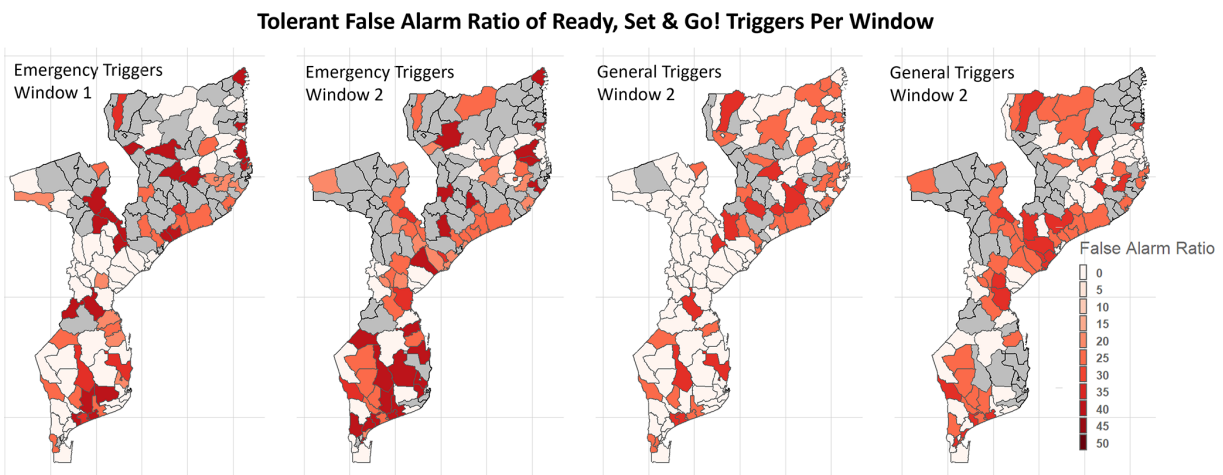 Tolerant False Alarm Ratio of Ready, Set & Go! Triggers Per Window
Emergency Triggers
Window 1
Emergency Triggers
Window 2
General Triggers
Window 2
General Triggers
Window 2
False Alarm Ratio
0
5
10
15
20
25
30
35
40
45
50